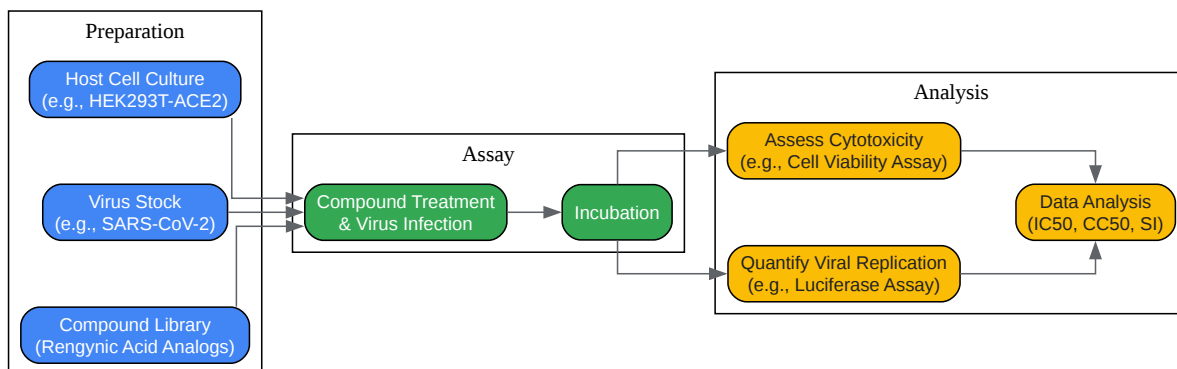 Preparation
Host Cell Culture
(e.g., HEK293T-ACE2)
Virus Stock
(e.g., SARS-CoV-2)
Compound Library
(Rengynic Acid Analogs)
Assay
Compound Treatment
& Virus Infection
Incubation
Analysis
Assess Cytotoxicity
(e.g., Cell Viability Assay)
Quantify Viral Replication
(e.g., Luciferase Assay)
Data Analysis
(IC50, CC50, SI)